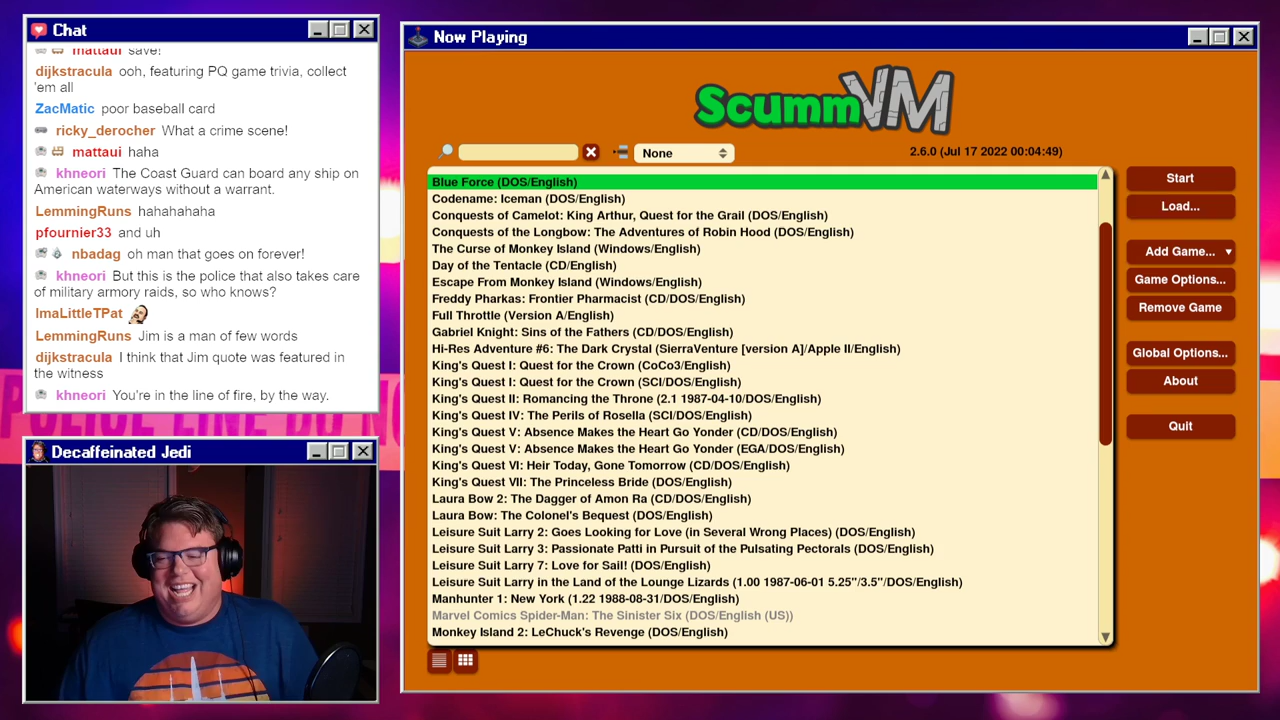 Chat
mattaui save!
dijkstracula ooh, featuring PQ game trivia, collect
'em all
ZacMatic poor baseball card
ricky_derocher What a crime scene!
mattaui haha
khneori The Coast Guard can board any ship on
American waterways without a warrant.
LemmingRuns hahahahaha
pfournier33 and uh
nbadag oh man that goes on forever!
khneori But this is the police that also takes care
of military armory raids, so who knows?
ImaLittleTPat
LemmingRuns Jim is a man of few words
dijkstracula I think that Jim quote was featured in
the witness
khneori You're in the line of fire, by the way.
POLICE LINE DO NO
Decaffeinated Jedi
Now Playing
ScummVM
None
2.6.0 (Jul 17 2022 00:04:49)
Blue Force (DOS/English)
Codename: Iceman (DOS/English)
Conquests of Camelot: King Arthur, Quest for the Grail (DOS/English)
Conquests of the Longbow: The Adventures of Robin Hood (DOS/English)
The Curse of Monkey Island (Windows/English)
Day of the Tentacle (CD/English)
Escape From Monkey Island (Windows/English)
Freddy Pharkas: Frontier Pharmacist (CD/DOS/English)
Full Throttle (Version A/English)
Gabriel Knight: Sins of the Fathers (CD/DOS/English)
Hi-Res Adventure #6: The Dark Crystal (SierraVenture [version A]/Apple II/English)
King's Quest I: Quest for the Crown (CoCo3/English)
King's Quest I: Quest for the Crown (SCI/DOS/English)
King's Quest II: Romancing the Throne (2.1 1987-04-10/DOS/English)
King's Quest IV: The Perils of Rosella (SCI/DOS/English)
King's Quest V: Absence Makes the Heart Go Yonder (CD/DOS/English)
King's Quest V: Absence Makes the Heart Go Yonder (EGA/DOS/English)
King's Quest VI: Heir Today, Gone Tomorrow (CD/DOS/English)
King's Quest VII: The Princeless Bride (DOS/English)
Laura Bow 2: The Dagger of Amon Ra (CD/DOS/English)
Laura Bow: The Colonel's Bequest (DOS/English)
Leisure Suit Larry 2: Goes Looking for Love (in Several Wrong Places) (DOS/English)
Leisure Suit Larry 3: Passionate Patti in Pursuit of the Pulsating Pectorals (DOS/English)
Leisure Suit Larry 7: Love for Sail! (DOS/English)
Leisure Suit Larry in the Land of the Lounge Lizards (1.00 1987-06-01 5.25"/3.5"/DOS/English)
Manhunter 1: New York (1.22 1988-08-31/DOS/English)
Marvel Comics Spider-Man: The Sinister Six (DOS/English (US))
Monkey Island 2: LeChuck's Revenge (DOS/English)
Start
Load...
Add Game...
Game Options...
Remove Game
Global Options...
About
Quit